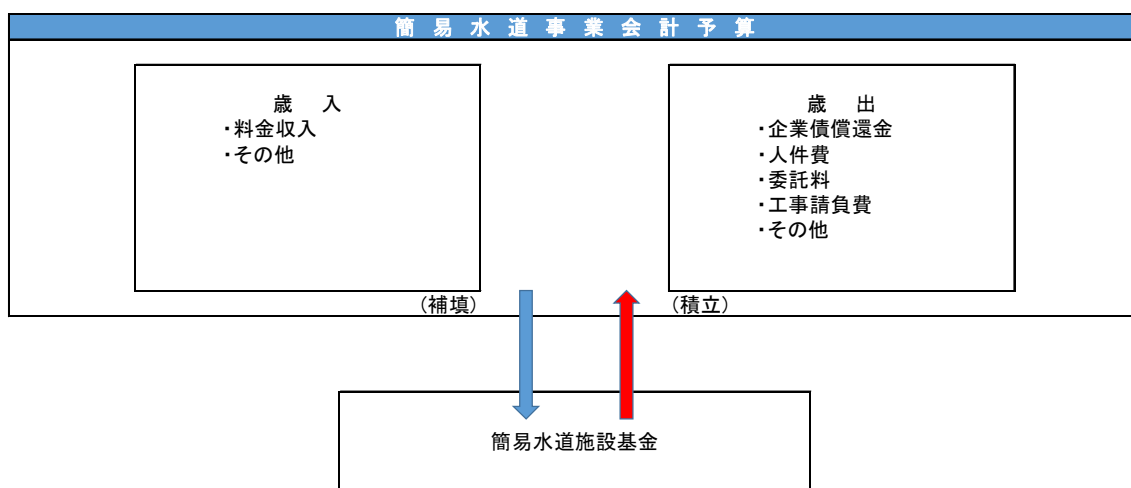 簡易水道事業会計予算
歳　入
・料金収入
・その他
歳　出
・企業債償還金
・人件費
・委託料
・工事請負費
・その他
(補填)
(積立)
簡易水道施設基金